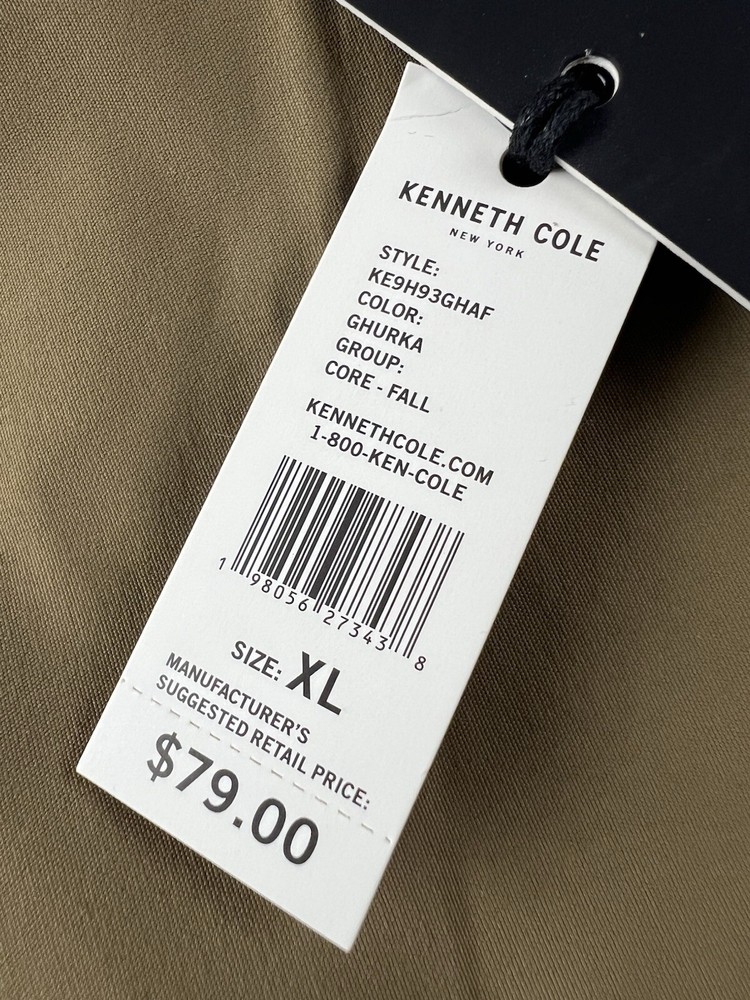 KENNETH COLE
NEW YORK
STYLE:
KE9H93GHAF
COLOR:
GHURKA
GROUP:
CORE - FALL
KENNETHCOLE.COM
1-800-KEN-COLE
1 98056 27343 8
SIZE: XL
MANUFACTURER'S
SUGGESTED RETAIL PRICE:
$79.00